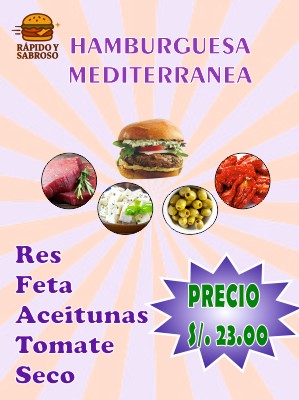 RÁPIDO Y
SABROSO
HAMBURGUESA
MEDITERRANEA
Res
Feta
Aceitunas
Tomate
Seco
PRECIO
S/. 23.00